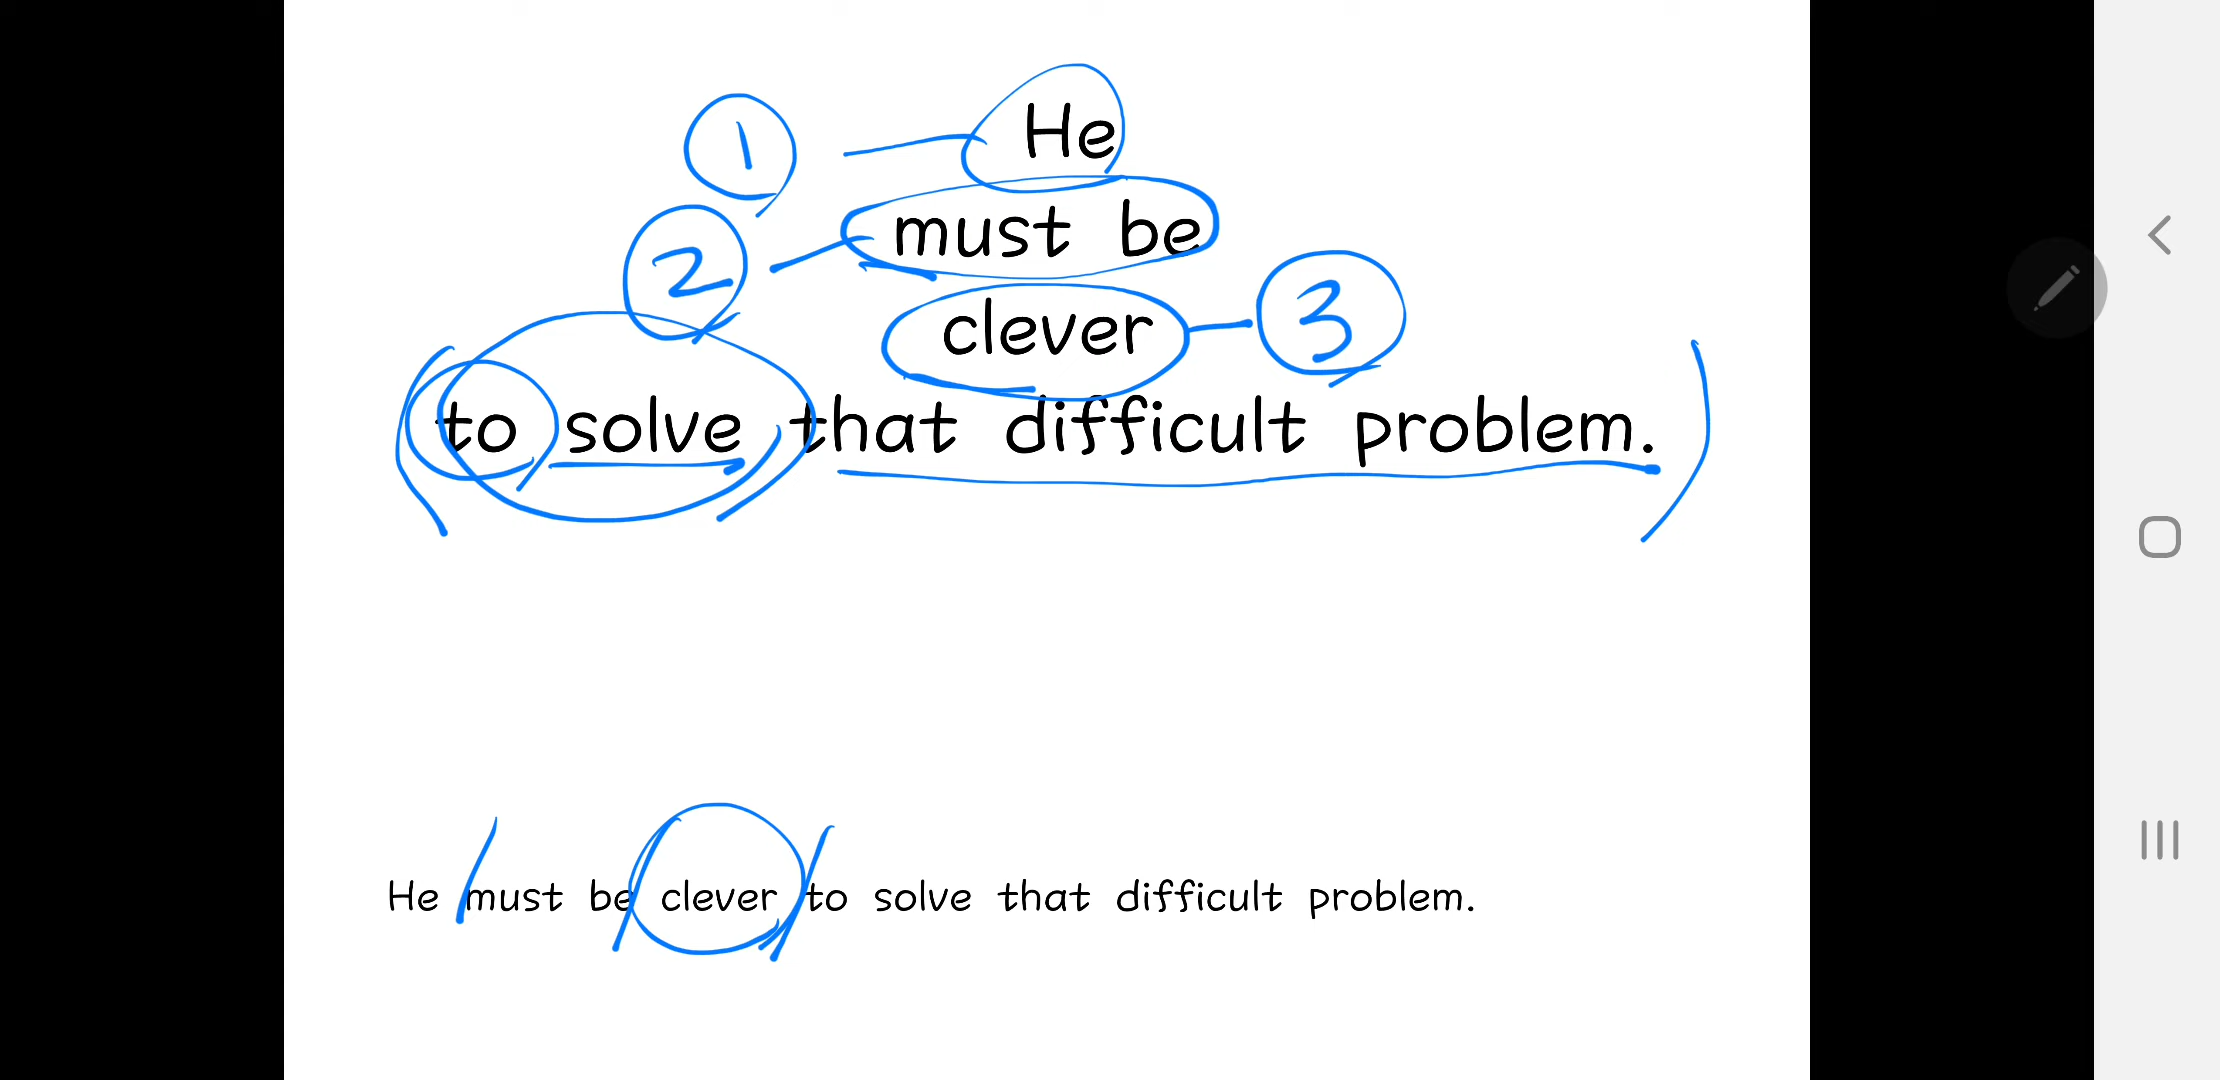 ① He
② must be
clever ③
to solve that difficult problem.
He must be clever to solve that difficult problem.